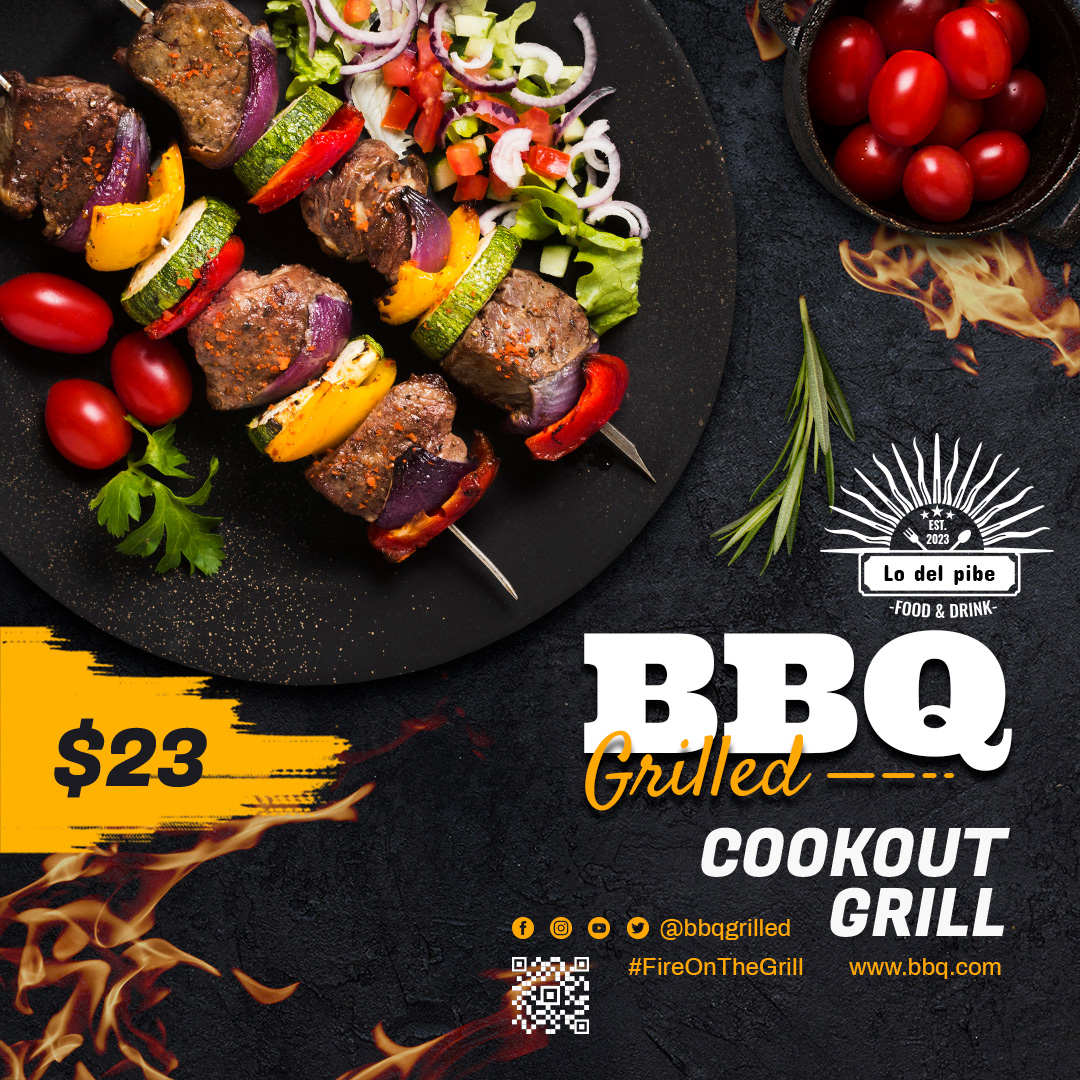 EST.
2023
Lo del pibe
-FOOD & DRINK-
BBQ
Grilled
$23
COOKOUT
GRILL
@bbqgrilled
#FireOnTheGrill
www.bbq.com